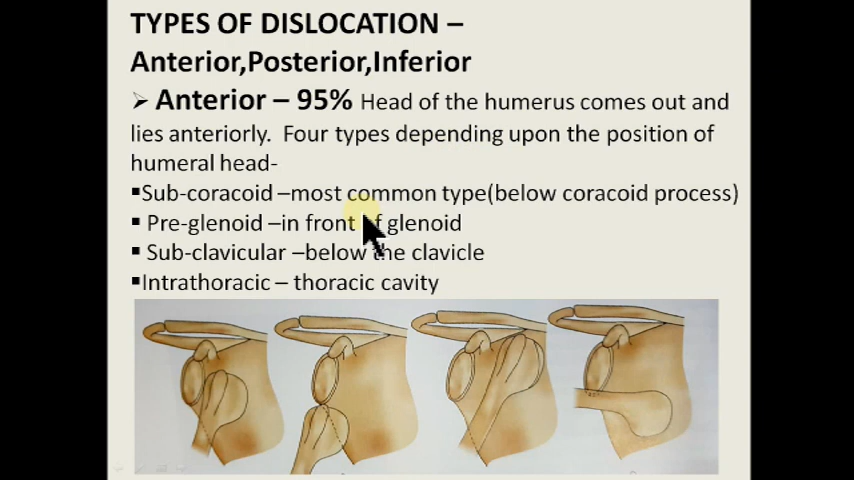 TYPES OF DISLOCATION –
Anterior,Posterior,Inferior
➢ Anterior – 95% Head of the humerus comes out and
lies anteriorly. Four types depending upon the position of
humeral head-
▪Sub-coracoid –most common type(below coracoid process)
▪ Pre-glenoid –in front of glenoid
▪ Sub-clavicular –below the clavicle
▪Intrathoracic – thoracic cavity